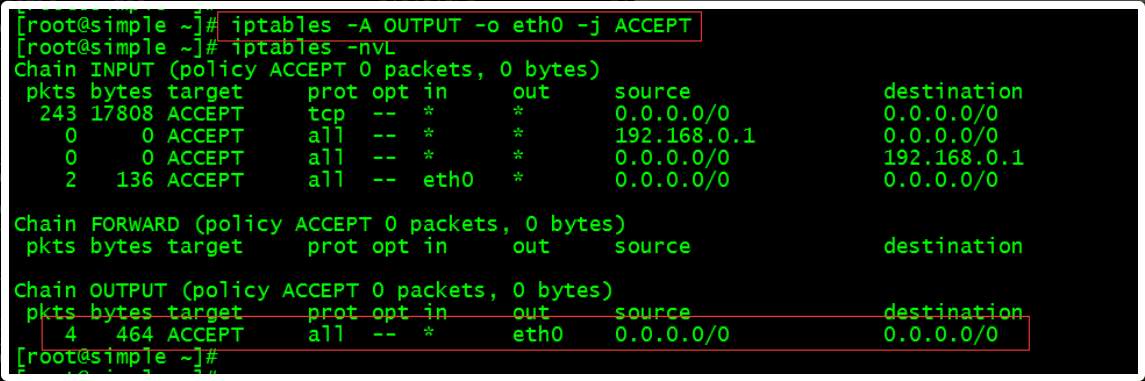 [root@simple ~]# iptables -A OUTPUT -o eth0 -j ACCEPT
[root@simple ~]# iptables -nvL
Chain INPUT (policy ACCEPT 0 packets, 0 bytes)
 pkts bytes target     prot opt in     out     source               destination
  243 17808 ACCEPT     tcp  --  *      *       0.0.0.0/0            0.0.0.0/0
    0     0 ACCEPT     all  --  *      *       192.168.0.1          0.0.0.0/0
    0     0 ACCEPT     all  --  *      *       0.0.0.0/0            192.168.0.1
    2   136 ACCEPT     all  --  eth0   *       0.0.0.0/0            0.0.0.0/0
Chain FORWARD (policy ACCEPT 0 packets, 0 bytes)
 pkts bytes target     prot opt in     out     source               destination
Chain OUTPUT (policy ACCEPT 0 packets, 0 bytes)
 pkts bytes target     prot opt in     out     source               destination
    4   464 ACCEPT     all  --  *      eth0    0.0.0.0/0            0.0.0.0/0
[root@simple ~]#